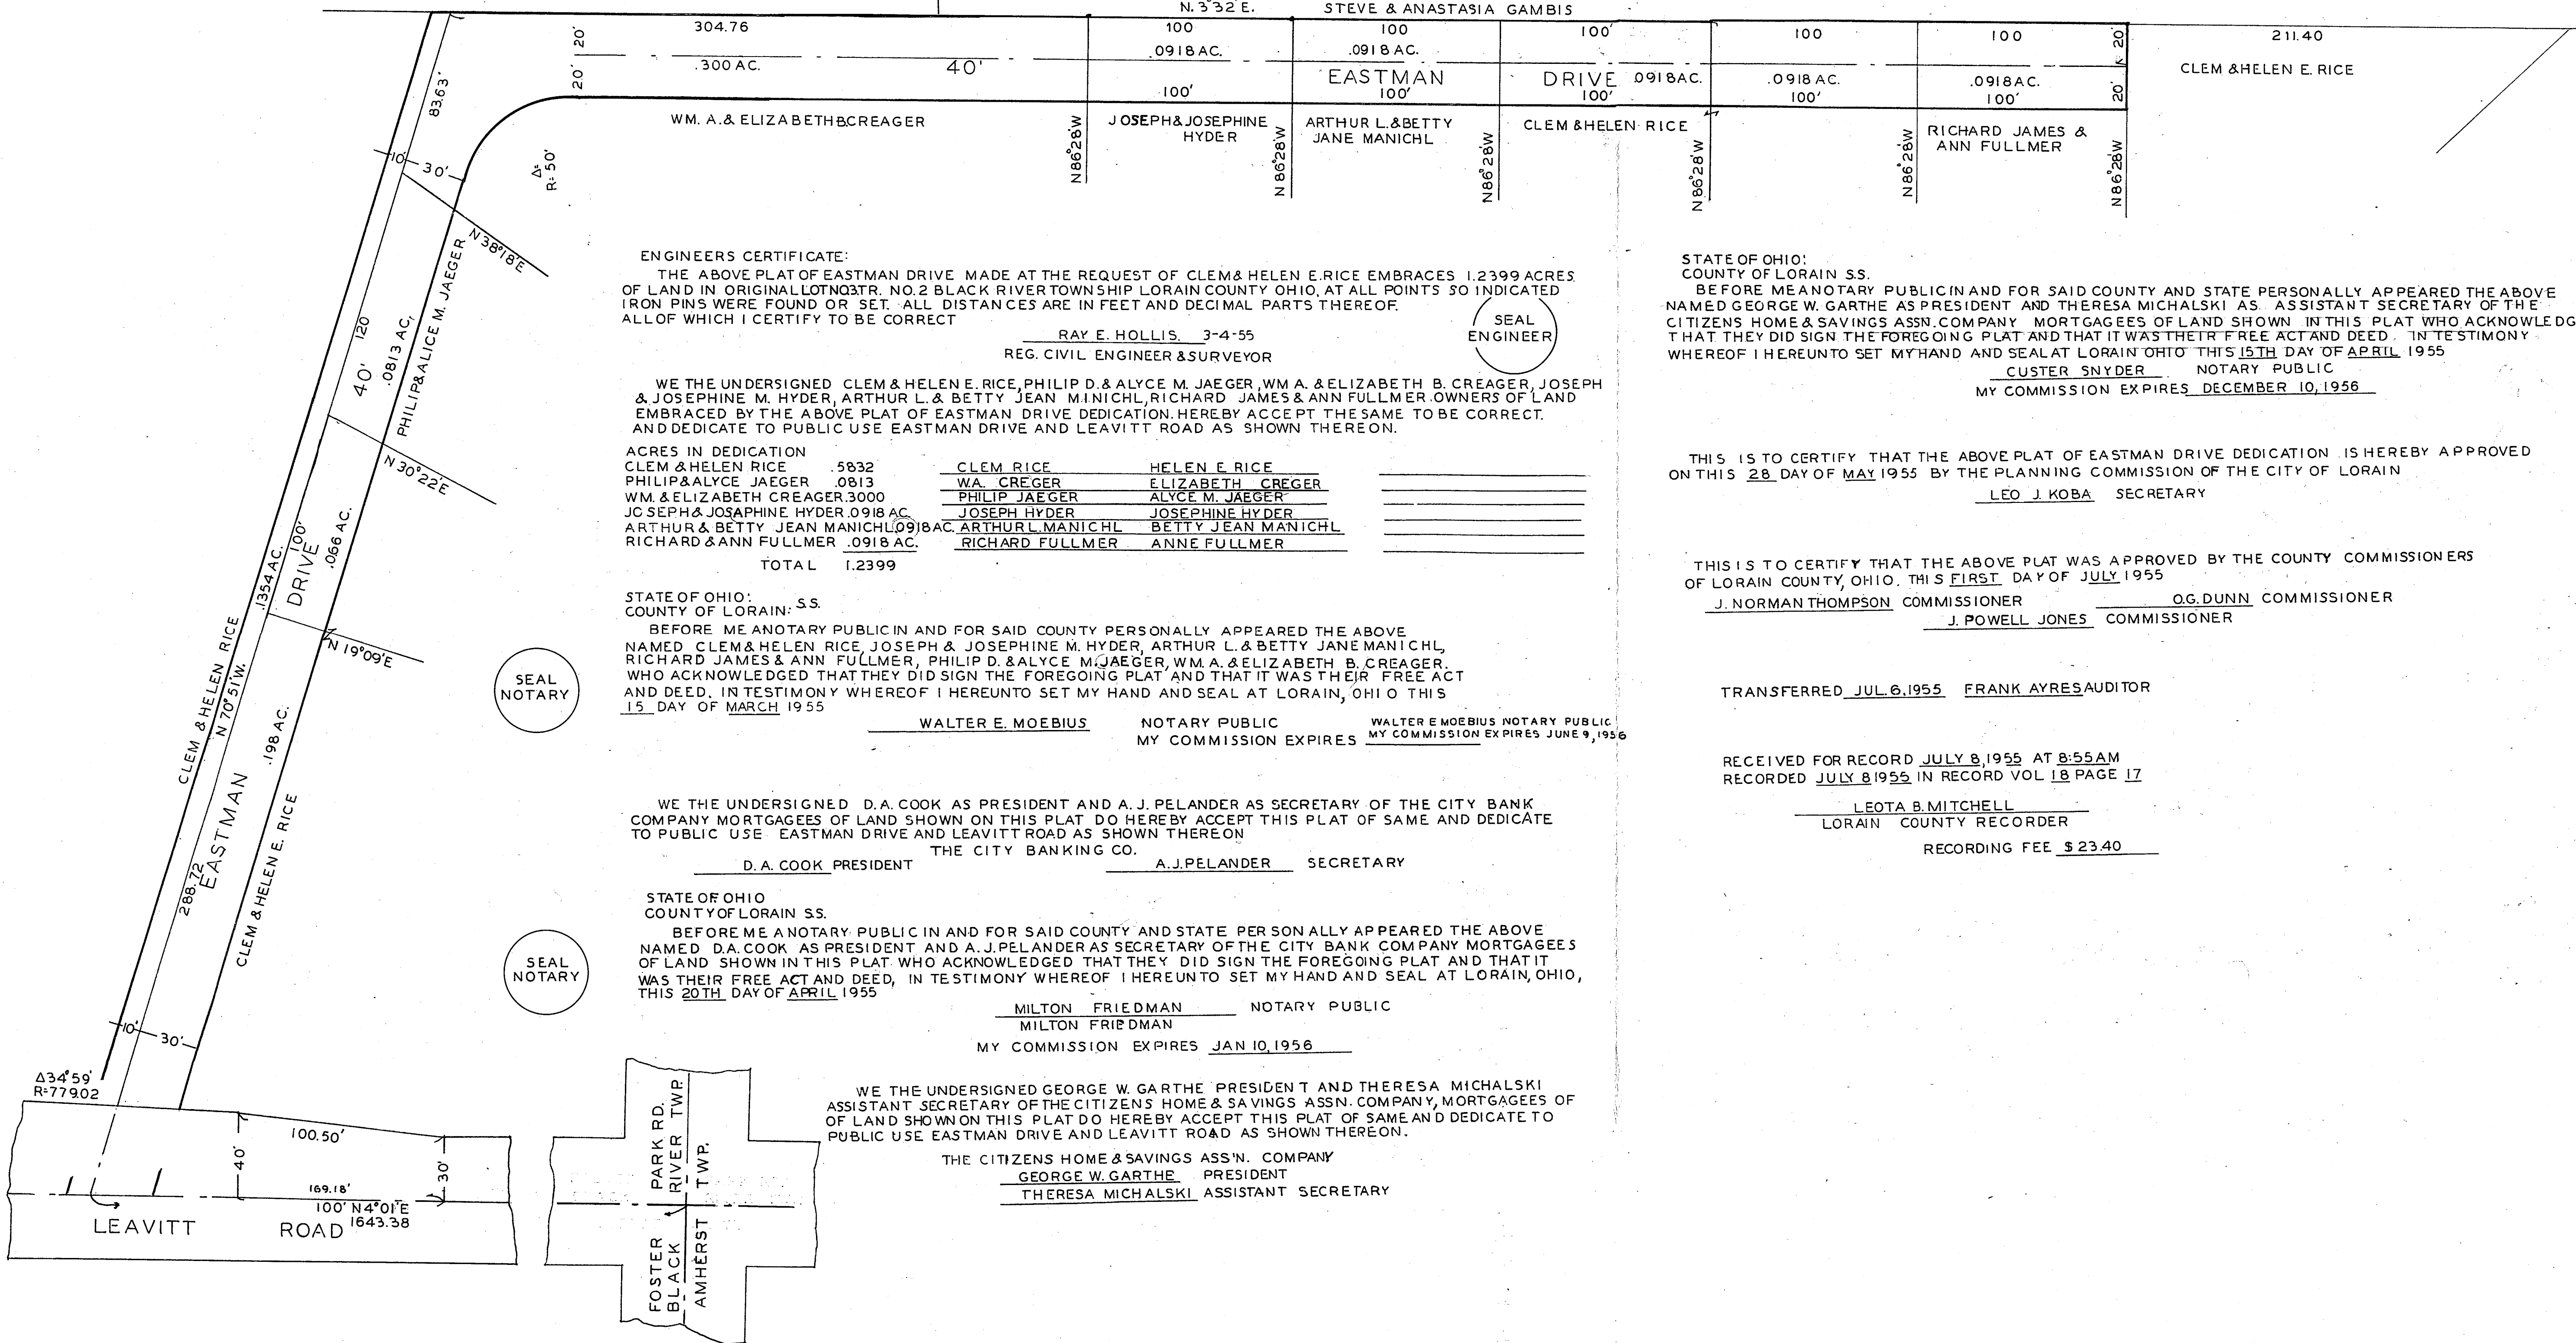 N. 3°32'E. STEVE & ANASTASIA GAMBIS
304.76 100 100 100' 100 100 211.40
20' .0918 AC. .0918 AC. 20
.300 AC. 40' EASTMAN DRIVE .0918 AC. .0918 AC. .0918 AC. CLEM & HELEN E. RICE
20' 100' 100' 100' 100' 100' 20'
WM. A. & ELIZABETH B. CREAGER
JOSEPH & JOSEPHINE
HYDER
ARTHUR L. & BETTY
JANE MANICHL
CLEM & HELEN RICE
RICHARD JAMES &
ANN FULLMER
N86°28'W
N 86°28'W
N86°28'W
N86°28'W
N86°28'W
N86°28'W
83.63'
10' 30'
Δ=
R=50'
N 38°18'E
40' 120
.0813 AC.
PHILIP & ALICE M. JAEGER
N 30°22'E
.1354 AC.
100'
DRIVE
.066 AC.
N 19°09'E
CLEM & HELEN RICE
N 70°51'W.
.198 AC.
288.72
EASTMAN
CLEM & HELEN E. RICE
10' 30'
Δ34°59'
R=779.02
100.50'
40' 30'
169.18'
100' N4°01'E
1643.38
LEAVITT ROAD
FOSTER PARK RD.
BLACK RIVER TWP.
AMHERST TWP.
ENGINEERS CERTIFICATE:
THE ABOVE PLAT OF EASTMAN DRIVE MADE AT THE REQUEST OF CLEM & HELEN E. RICE EMBRACES 1.2399 ACRES
OF LAND IN ORIGINAL LOT NO3TR. NO. 2 BLACK RIVER TOWNSHIP LORAIN COUNTY OHIO, AT ALL POINTS SO INDICATED
IRON PINS WERE FOUND OR SET. ALL DISTANCES ARE IN FEET AND DECIMAL PARTS THEREOF.
ALL OF WHICH I CERTIFY TO BE CORRECT
RAY E. HOLLIS. 3-4-55
REG. CIVIL ENGINEER & SURVEYOR
SEAL
ENGINEER
WE THE UNDERSIGNED CLEM & HELEN E. RICE, PHILIP D. & ALYCE M. JAEGER, WM A. & ELIZABETH B. CREAGER, JOSEPH
& JOSEPHINE M. HYDER, ARTHUR L. & BETTY JEAN MINICHL, RICHARD JAMES & ANN FULLMER. OWNERS OF LAND
EMBRACED BY THE ABOVE PLAT OF EASTMAN DRIVE DEDICATION. HEREBY ACCEPT THE SAME TO BE CORRECT.
AND DEDICATE TO PUBLIC USE EASTMAN DRIVE AND LEAVITT ROAD AS SHOWN THEREON.
ACRES IN DEDICATION
CLEM & HELEN RICE .5832 CLEM RICE HELEN E RICE
PHILIP & ALYCE JAEGER .0813 W.A. CREGER ELIZABETH CREGER
WM. & ELIZABETH CREAGER .3000 PHILIP JAEGER ALYCE M. JAEGER
JOSEPH & JOSAPHINE HYDER .0918 AC. JOSEPH HYDER JOSEPHINE HYDER
ARTHUR & BETTY JEAN MANICHL .0918 AC. ARTHUR L. MANICHL BETTY JEAN MANICHL
RICHARD & ANN FULLMER .0918 AC. RICHARD FULLMER ANNE FULLMER
TOTAL 1.2399
STATE OF OHIO:
COUNTY OF LORAIN: S.S.
BEFORE ME A NOTARY PUBLIC IN AND FOR SAID COUNTY PERSONALLY APPEARED THE ABOVE
NAMED CLEM & HELEN RICE, JOSEPH & JOSEPHINE M. HYDER, ARTHUR L. & BETTY JANE MANICHL,
RICHARD JAMES & ANN FULLMER, PHILIP D. & ALYCE M. JAEGER, WM. A. & ELIZABETH B. CREAGER.
WHO ACKNOWLEDGED THAT THEY DID SIGN THE FOREGOING PLAT AND THAT IT WAS THEIR FREE ACT
AND DEED. IN TESTIMONY WHEREOF I HEREUNTO SET MY HAND AND SEAL AT LORAIN, OHIO THIS
15 DAY OF MARCH 1955
SEAL
NOTARY
WALTER E. MOEBIUS NOTARY PUBLIC WALTER E MOEBIUS NOTARY PUBLIC
MY COMMISSION EXPIRES MY COMMISSION EXPIRES JUNE 9, 1956
WE THE UNDERSIGNED D.A. COOK AS PRESIDENT AND A. J. PELANDER AS SECRETARY OF THE CITY BANK
COMPANY MORTGAGEES OF LAND SHOWN ON THIS PLAT DO HEREBY ACCEPT THIS PLAT OF SAME AND DEDICATE
TO PUBLIC USE EASTMAN DRIVE AND LEAVITT ROAD AS SHOWN THEREON
THE CITY BANKING CO.
D. A. COOK PRESIDENT A.J. PELANDER SECRETARY
STATE OF OHIO
COUNTY OF LORAIN S.S.
BEFORE ME A NOTARY PUBLIC IN AND FOR SAID COUNTY AND STATE PERSONALLY APPEARED THE ABOVE
NAMED D.A. COOK AS PRESIDENT AND A. J. PELANDER AS SECRETARY OF THE CITY BANK COMPANY MORTGAGEES
OF LAND SHOWN IN THIS PLAT WHO ACKNOWLEDGED THAT THEY DID SIGN THE FOREGOING PLAT AND THAT IT
WAS THEIR FREE ACT AND DEED, IN TESTIMONY WHEREOF I HEREUNTO SET MY HAND AND SEAL AT LORAIN, OHIO,
THIS 20TH DAY OF APRIL 1955
SEAL
NOTARY
MILTON FRIEDMAN NOTARY PUBLIC
MILTON FRIEDMAN
MY COMMISSION EXPIRES JAN 10, 1956
WE THE UNDERSIGNED GEORGE W. GARTHE PRESIDENT AND THERESA MICHALSKI
ASSISTANT SECRETARY OF THE CITIZENS HOME & SAVINGS ASSN. COMPANY, MORTGAGEES OF
OF LAND SHOWN ON THIS PLAT DO HEREBY ACCEPT THIS PLAT OF SAME AND DEDICATE TO
PUBLIC USE EASTMAN DRIVE AND LEAVITT ROAD AS SHOWN THEREON.
THE CITIZENS HOME & SAVINGS ASS'N. COMPANY
GEORGE W. GARTHE PRESIDENT
THERESA MICHALSKI ASSISTANT SECRETARY
STATE OF OHIO:
COUNTY OF LORAIN S.S.
BEFORE ME A NOTARY PUBLIC IN AND FOR SAID COUNTY AND STATE PERSONALLY APPEARED THE ABOVE
NAMED GEORGE W. GARTHE AS PRESIDENT AND THERESA MICHALSKI AS ASSISTANT SECRETARY OF THE
CITIZENS HOME & SAVINGS ASSN. COMPANY MORTGAGEES OF LAND SHOWN IN THIS PLAT WHO ACKNOWLEDG
THAT THEY DID SIGN THE FOREGOING PLAT AND THAT IT WAS THEIR FREE ACT AND DEED. IN TESTIMONY
WHEREOF I HEREUNTO SET MY HAND AND SEAL AT LORAIN OHIO THIS 15TH DAY OF APRIL 1955
CUSTER SNYDER NOTARY PUBLIC
MY COMMISSION EXPIRES DECEMBER 10, 1956
THIS IS TO CERTIFY THAT THE ABOVE PLAT OF EASTMAN DRIVE DEDICATION IS HEREBY APPROVED
ON THIS 28 DAY OF MAY 1955 BY THE PLANNING COMMISSION OF THE CITY OF LORAIN
LEO J. KOBA SECRETARY
THIS IS TO CERTIFY THAT THE ABOVE PLAT WAS APPROVED BY THE COUNTY COMMISSIONERS
OF LORAIN COUNTY, OHIO. THIS FIRST DAY OF JULY 1955
J. NORMAN THOMPSON COMMISSIONER O.G. DUNN COMMISSIONER
J. POWELL JONES COMMISSIONER
TRANSFERRED JUL. 6, 1955 FRANK AYRES AUDITOR
RECEIVED FOR RECORD JULY 8, 1955 AT 8:55AM
RECORDED JULY 8 1955 IN RECORD VOL 18 PAGE 17
LEOTA B. MITCHELL
LORAIN COUNTY RECORDER
RECORDING FEE $23.40